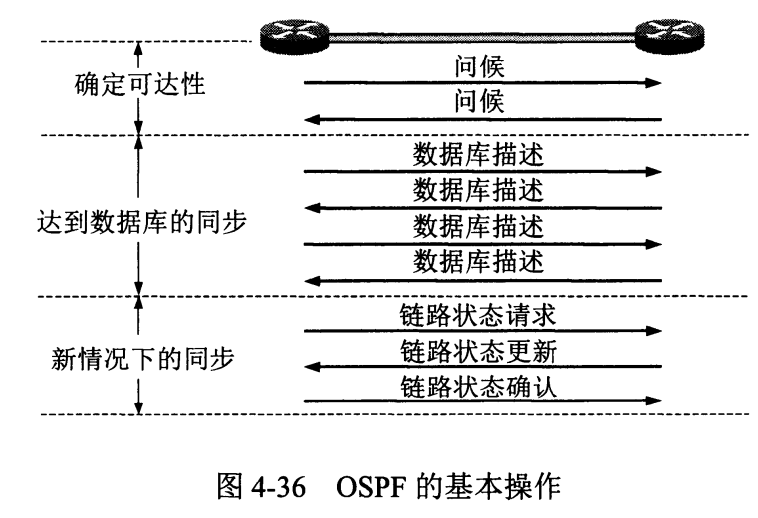 问候
确定可达性
问候
数据库描述
数据库描述
达到数据库的同步
数据库描述
数据库描述
链路状态请求
新情况下的同步
链路状态更新
链路状态确认
图 4-36 OSPF 的基本操作